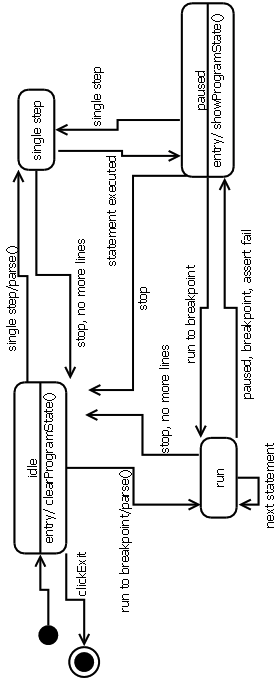 single step
paused
entry/ showProgramState()
single step
statement executed
single step/parse()
stop, no more lines
stop
run to breakpoint
paused, breakpoint, assert fail
idle
entry/ clearProgramState()
stop, no more lines
run
next statement
run to breakpoint/parse()
clickExit